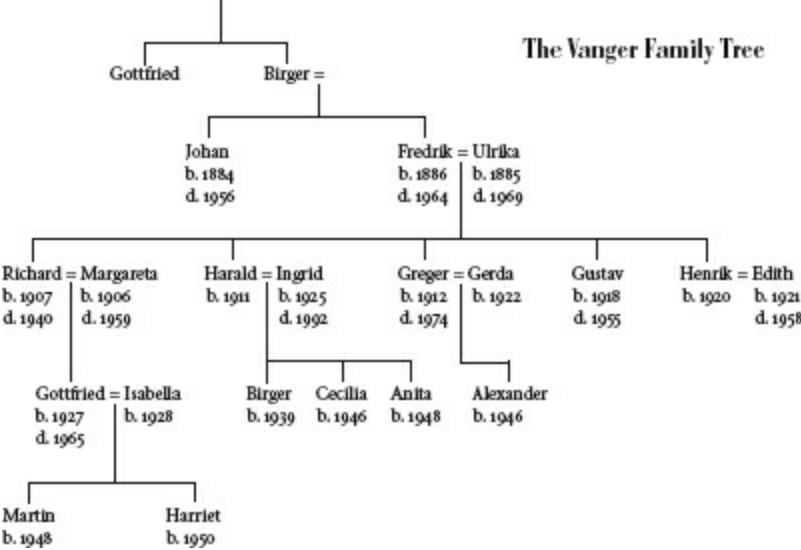 The Vanger Family Tree
Gottfried Birger =
Johan Fredrik = Ulrika
b. 1884 b. 1886 b. 1885
d. 1956 d. 1964 d. 1969
Richard = Margareta Harald = Ingrid Greger = Gerda Gustav Henrik = Edith
b. 1907 b. 1906 b. 1911 b. 1925 b. 1912 b. 1922 b. 1918 b. 1920 b. 1921
d. 1940 d. 1959 d. 1992 d. 1974 d. 1955 d. 1958
Gottfried = Isabella Birger Cecilia Anita Alexander
b. 1927 b. 1928 b. 1939 b. 1946 b. 1948 b. 1946
d. 1965
Martin Harriet
b. 1948 b. 1950